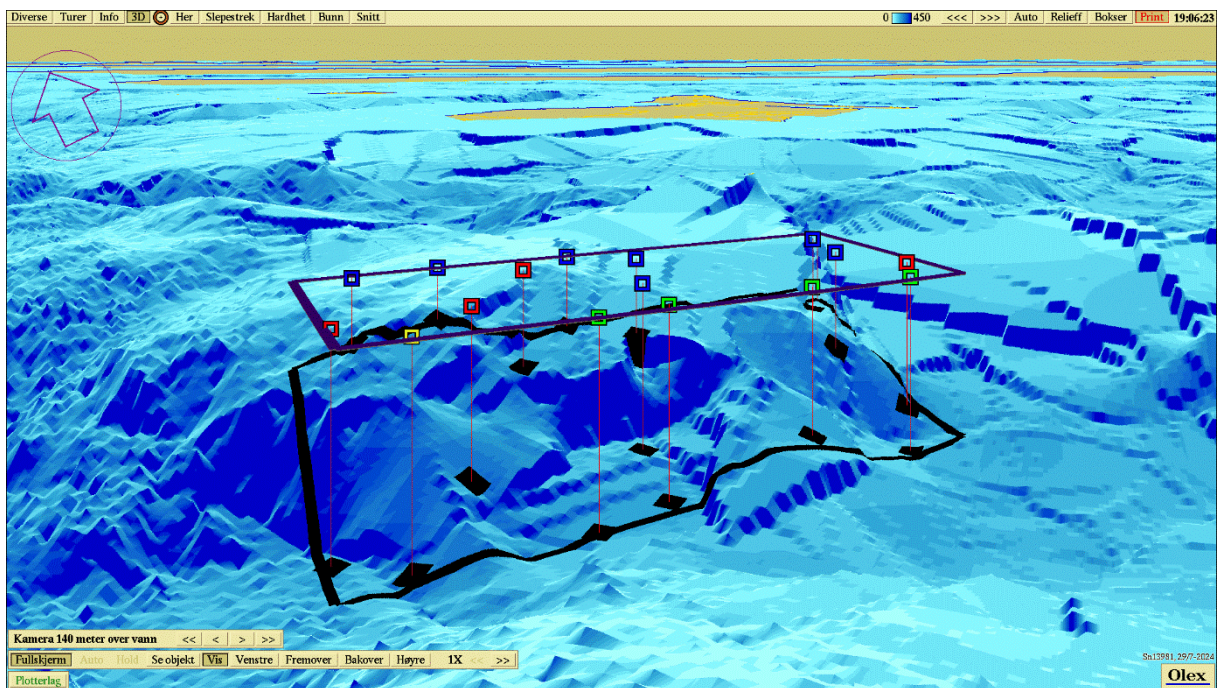 Diverse Turer Info 3D Her Slepestrek Hardhet Bunn Snitt 0 450 <<< >>> Auto Relieff Bokser Print 19:06:23
Kamera 140 meter over vann << < > >>
Fullskjerm Auto Hold Se objekt Vis Venstre Fremover Bakover Høyre 1X << >>
Sn13981, 29/7-2024
Plotterlag Olex